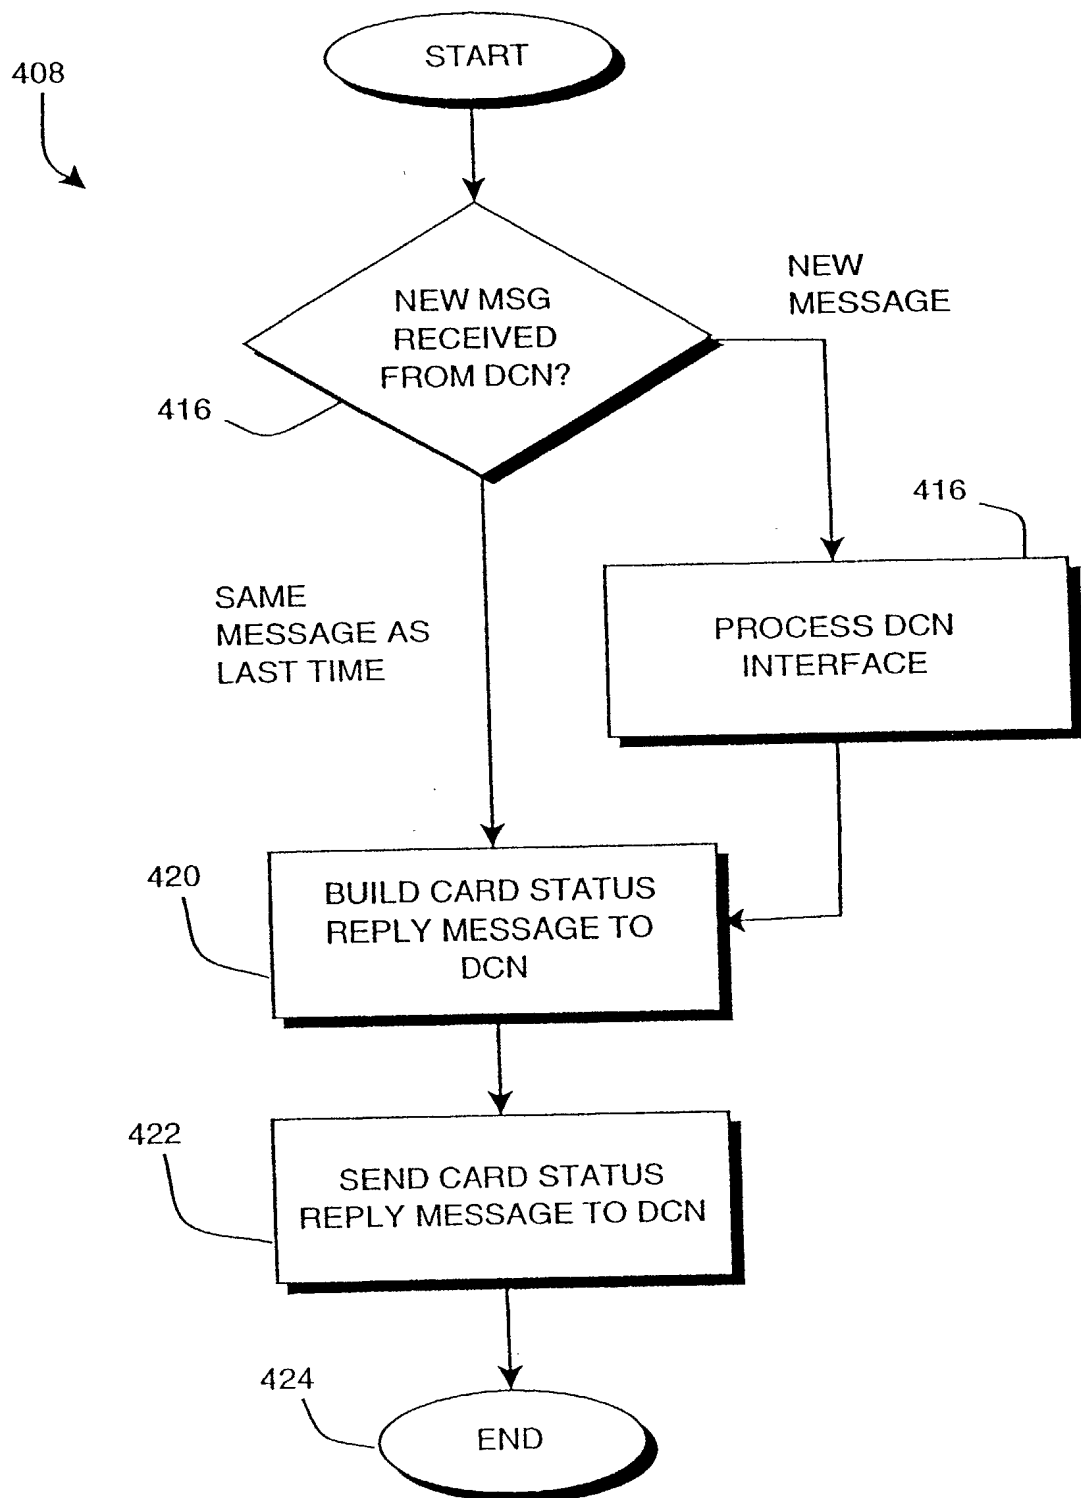 START
408
NEW MSG
RECEIVED
FROM DCN?
NEW
MESSAGE
416
416
SAME
MESSAGE AS
LAST TIME
PROCESS DCN
INTERFACE
420
BUILD CARD STATUS
REPLY MESSAGE TO
DCN
422
SEND CARD STATUS
REPLY MESSAGE TO DCN
424
END